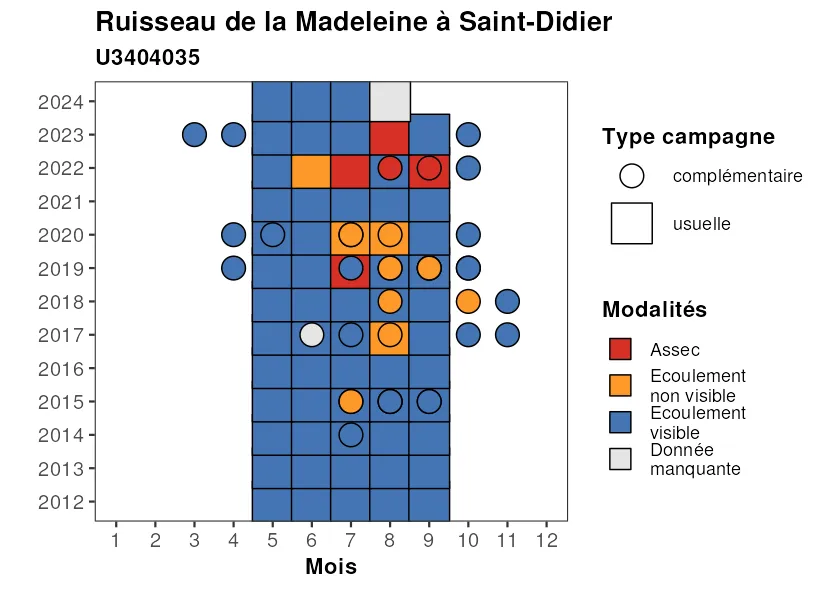 Ruisseau de la Madeleine à Saint-Didier
U3404035
2024
2023
2022
2021
2020
2019
2018
2017
2016
2015
2014
2013
2012
1 2 3 4 5 6 7 8 9 10 11 12
Mois
Type campagne
complémentaire
usuelle
Modalités
Assec
Ecoulement
non visible
Ecoulement
visible
Donnée
manquante